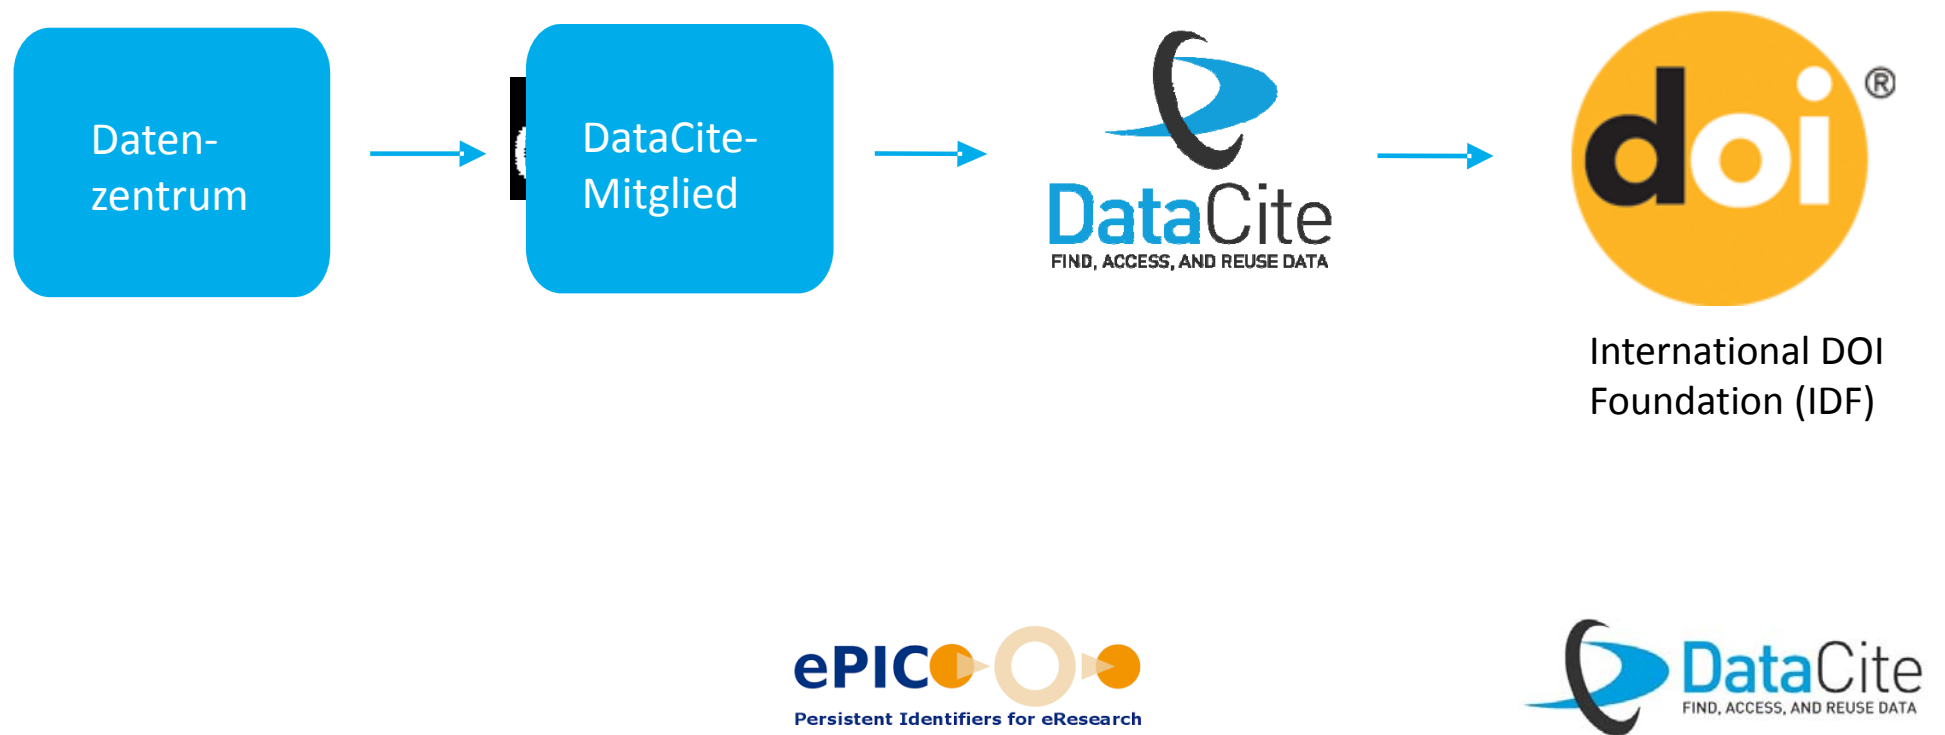 Daten-
zentrum
DataCite-
Mitglied
DataCite
FIND, ACCESS, AND REUSE DATA
doi®
International DOI
Foundation (IDF)
ePIC
Persistent Identifiers for eResearch
DataCite
FIND, ACCESS, AND REUSE DATA